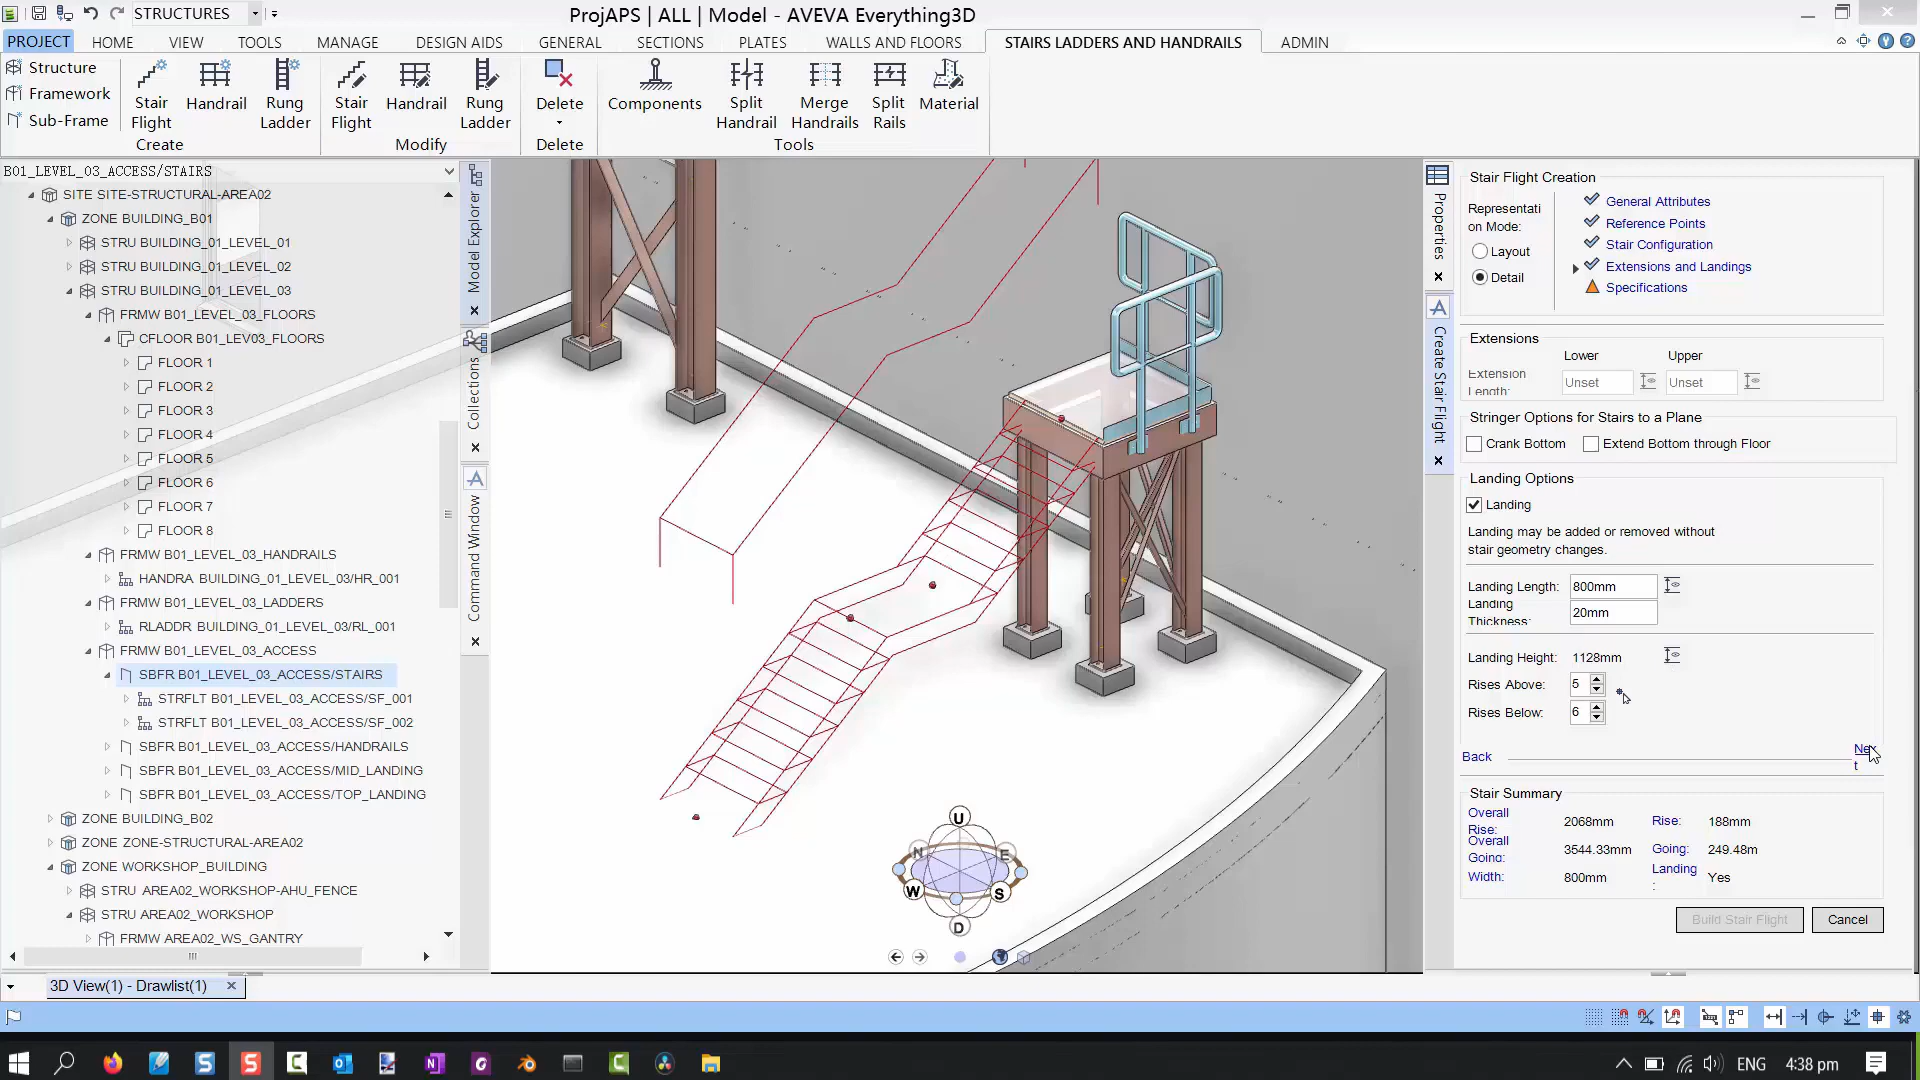 STRUCTURES
ProjAPS | ALL | Model - AVEVA Everything3D
PROJECT HOME VIEW TOOLS MANAGE DESIGN AIDS GENERAL SECTIONS PLATES WALLS AND FLOORS STAIRS LADDERS AND HANDRAILS ADMIN
Structure
Framework
Sub-Frame
Stair Flight
Handrail
Rung Ladder
Create
Stair Flight
Handrail
Rung Ladder
Modify
Delete
Delete
Components
Split Handrail
Merge Handrails
Split Rails
Material
Tools
B01_LEVEL_03_ACCESS/STAIRS
SITE SITE-STRUCTURAL-AREA02
ZONE BUILDING_B01
STRU BUILDING_01_LEVEL_01
STRU BUILDING_01_LEVEL_02
STRU BUILDING_01_LEVEL_03
FRMW B01_LEVEL_03_FLOORS
CFLOOR B01_LEV03_FLOORS
FLOOR 1
FLOOR 2
FLOOR 3
FLOOR 4
FLOOR 5
FLOOR 6
FLOOR 7
FLOOR 8
FRMW B01_LEVEL_03_HANDRAILS
HANDRA BUILDING_01_LEVEL_03/HR_001
FRMW B01_LEVEL_03_LADDERS
RLADDR BUILDING_01_LEVEL_03/RL_001
FRMW B01_LEVEL_03_ACCESS
SBFR B01_LEVEL_03_ACCESS/STAIRS
STRFLT B01_LEVEL_03_ACCESS/SF_001
STRFLT B01_LEVEL_03_ACCESS/SF_002
SBFR B01_LEVEL_03_ACCESS/HANDRAILS
SBFR B01_LEVEL_03_ACCESS/MID_LANDING
SBFR B01_LEVEL_03_ACCESS/TOP_LANDING
ZONE BUILDING_B02
ZONE ZONE-STRUCTURAL-AREA02
ZONE WORKSHOP_BUILDING
STRU AREA02_WORKSHOP-AHU_FENCE
STRU AREA02_WORKSHOP
FRMW AREA02_WS_GANTRY
Model Explorer
Collections
Command Window
U
N
E
W
S
D
Properties
Create Stair Flight
Stair Flight Creation
Representati
on Mode:
Layout
Detail
General Attributes
Reference Points
Stair Configuration
Extensions and Landings
Specifications
Extensions
Lower Upper
Extension Length: Unset Unset
Stringer Options for Stairs to a Plane
Crank Bottom Extend Bottom through Floor
Landing Options
Landing
Landing may be added or removed without
stair geometry changes.
Landing Length: 800mm
Landing Thickness: 20mm
Landing Height: 1128mm
Rises Above: 5
Rises Below: 6
Back
Stair Summary
Overall Rise: 2068mm Rise: 188mm
Overall Going: 3544.33mm Going: 249.48m
Width: 800mm Landing : Yes
Build Stair Flight Cancel
3D View(1) - Drawlist(1)
ENG 4:38 pm